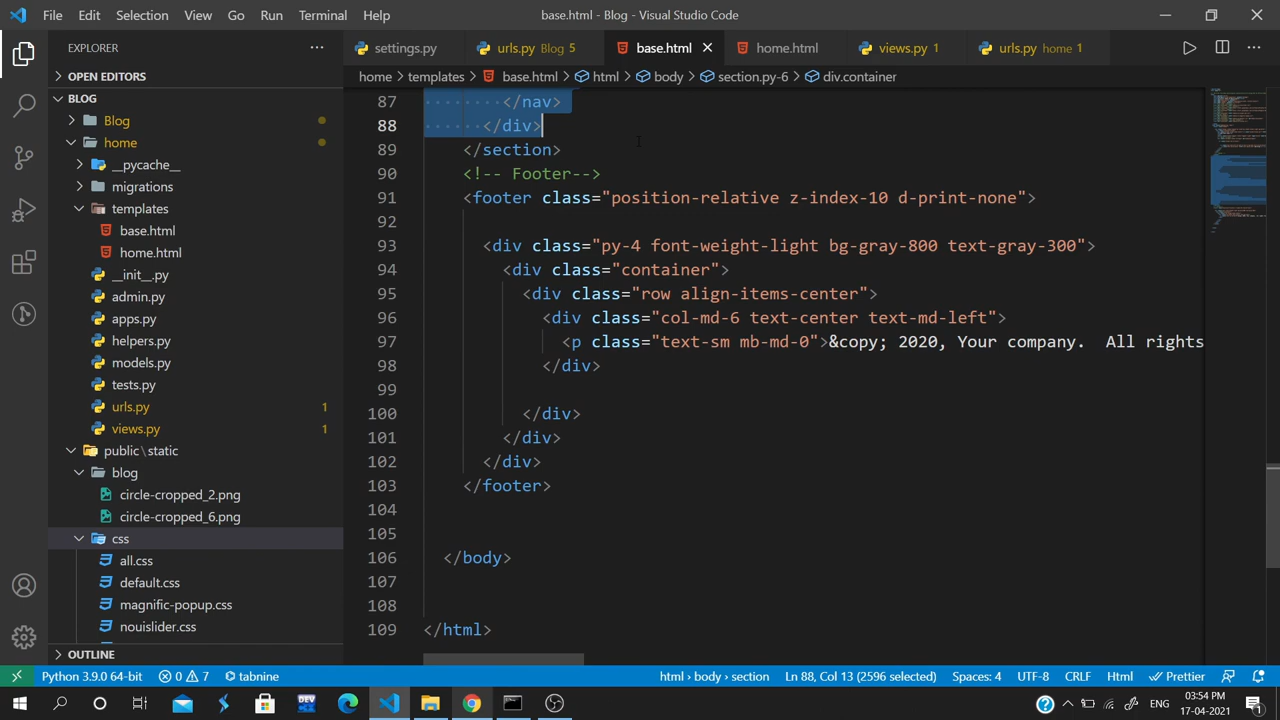 File Edit Selection View Go Run Terminal Help base.html - Blog - Visual Studio Code
EXPLORER
OPEN EDITORS
BLOG
Blog
home
__pycache__
migrations
templates
base.html
home.html
__init__.py
admin.py
apps.py
helpers.py
models.py
tests.py
urls.py 1
views.py 1
public\static
blog
circle-cropped_2.png
circle-cropped_6.png
css
all.css
default.css
magnific-popup.css
nouislider.css
OUTLINE
settings.py urls.py Blog 5 base.html home.html views.py 1 urls.py home 1
home > templates > base.html > html > body > section.py-6 > div.container
87 </nav>
88 </div>
89 </section>
90 <!-- Footer-->
91 <footer class="position-relative z-index-10 d-print-none">
92
93 <div class="py-4 font-weight-light bg-gray-800 text-gray-300">
94 <div class="container">
95 <div class="row align-items-center">
96 <div class="col-md-6 text-center text-md-left">
97 <p class="text-sm mb-md-0">&copy; 2020, Your company.  All rights
98 </div>
99
100 </div>
101 </div>
102 </div>
103 </footer>
104
105
106 </body>
107
108
109 </html>
Python 3.9.0 64-bit 0 7 tabnine html > body > section Ln 88, Col 13 (2596 selected) Spaces: 4 UTF-8 CRLF Html Prettier
DEV
ENG
03:54 PM
17-04-2021
1